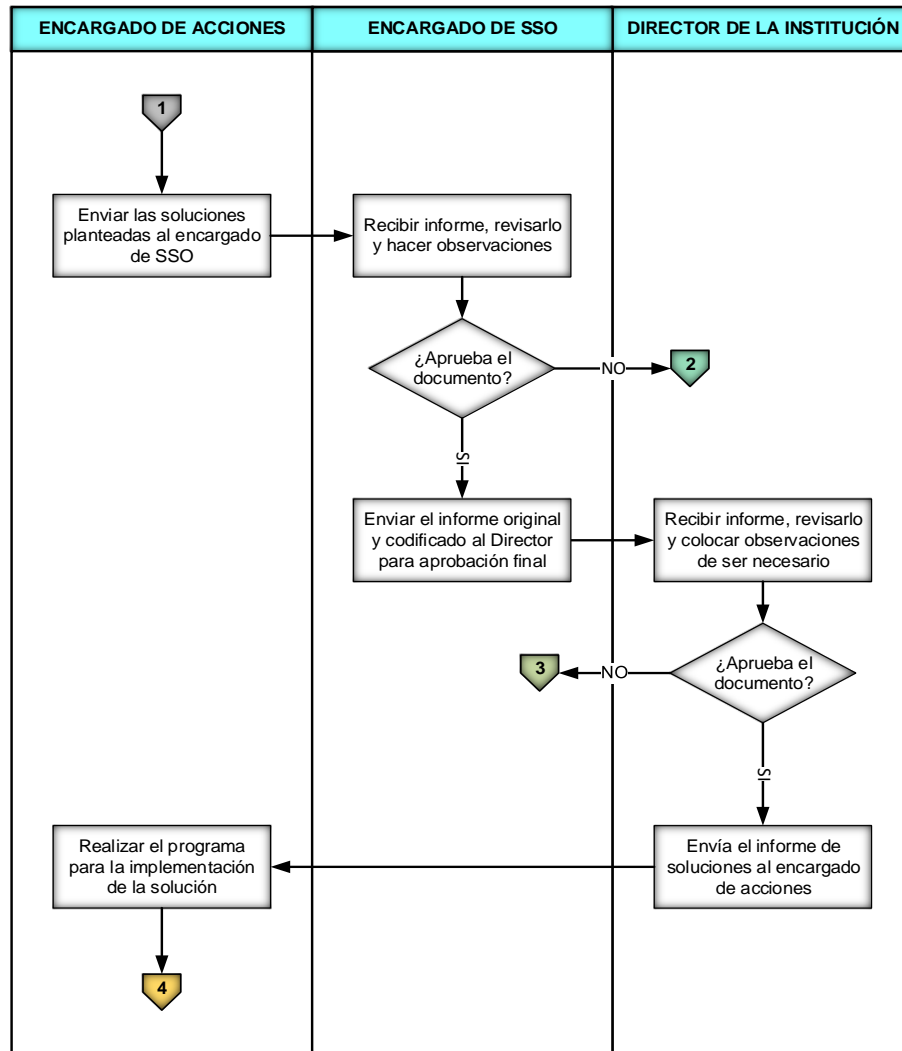 ENCARGADO DE ACCIONES
ENCARGADO DE SSO
DIRECTOR DE LA INSTITUCIÓN
1
Enviar las soluciones
planteadas al encargado
de SSO
Recibir informe, revisarlo
y hacer observaciones
¿Aprueba el
documento?
NO
2
SI
Enviar el informe original
y codificado al Director
para aprobación final
Recibir informe, revisarlo
y colocar observaciones
de ser necesario
¿Aprueba el
documento?
NO
3
SI
Envía el informe de
soluciones al encargado
de acciones
Realizar el programa
para la implementación
de la solución
4